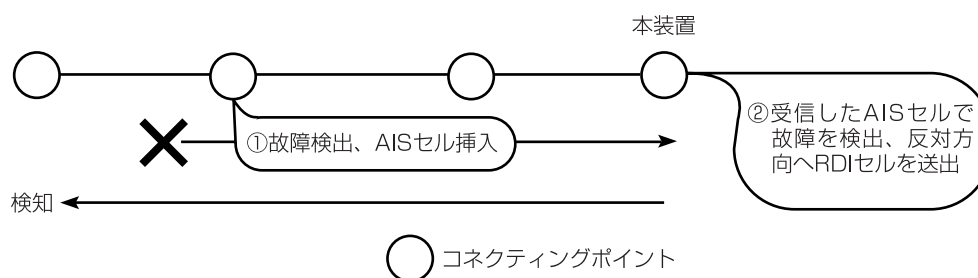 本装置
①故障検出、AISセル挿入
②受信したAISセルで
故障を検出、反対方
向へRDIセルを送出
検知
コネクティングポイント